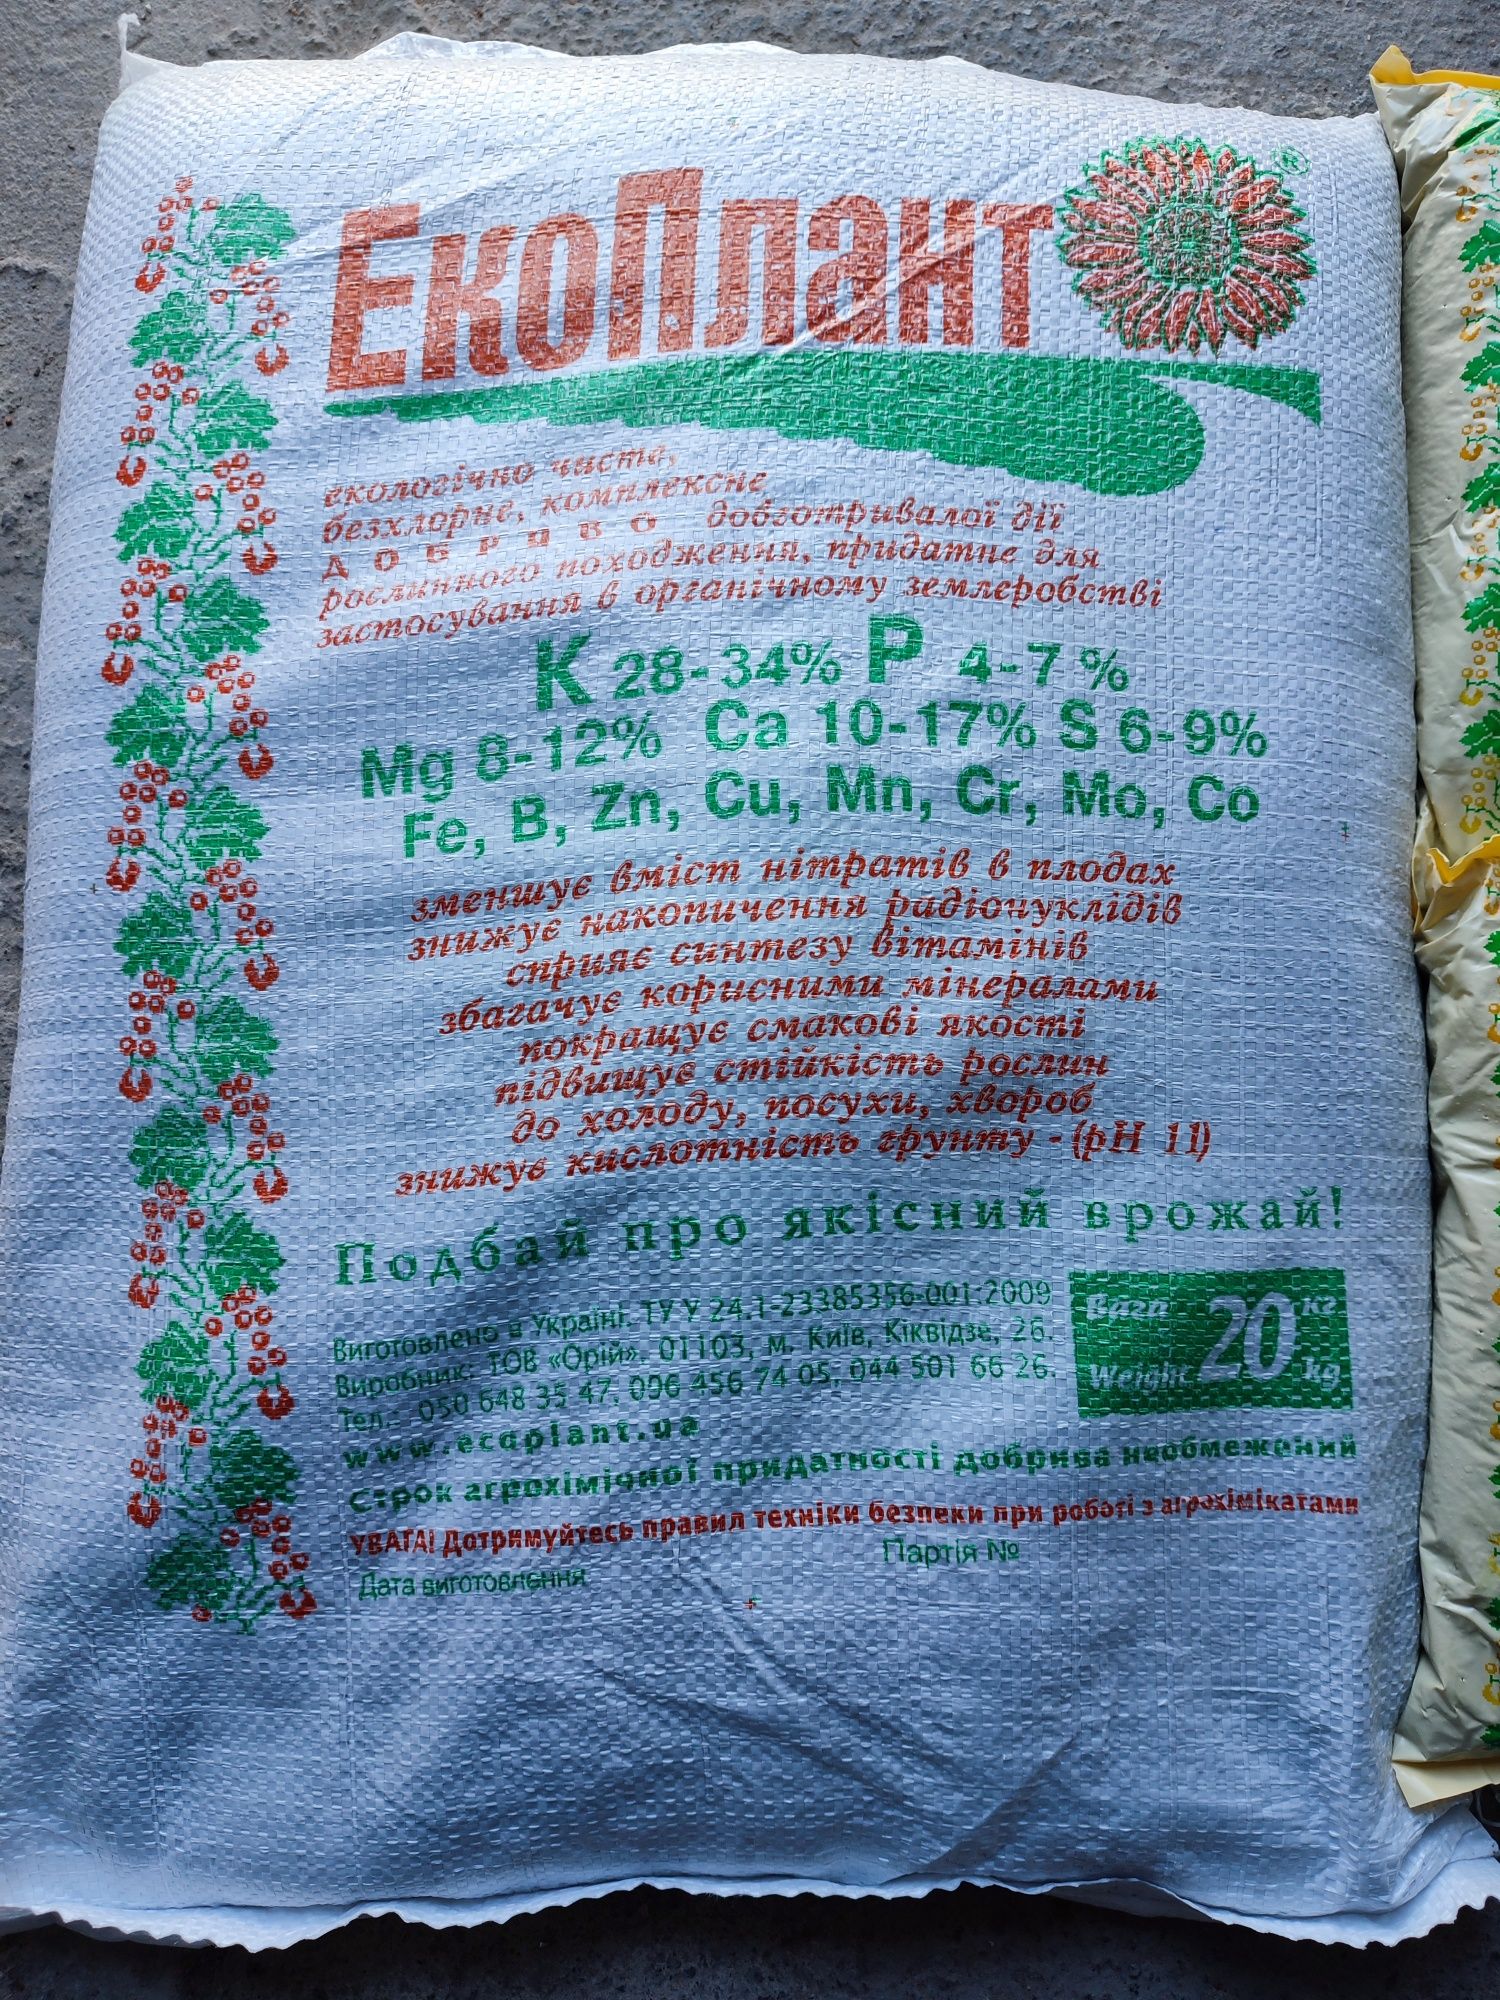 ЕкоПлант ®
екологічно чисте,
безхлорне, комплексне
ДОБРИВО довготривалої дії
рослинного походження, придатне для
застосування в органічному землеробстві
K 28-34% P 4-7%
Mg 8-12% Ca 10-17% S 6-9%
Fe, B, Zn, Cu, Mn, Cr, Mo, Co
зменшує вміст нітратів в плодах
знижує накопичення радіонуклідів
сприяє синтезу вітамінів
збагачує корисними мінералами
покращує смакові якості
підвищує стійкість рослин
до холоду, посухи, хвороб
знижує кислотність грунту - (pH 11)
Подбай про якісний врожай!
Виготовлено в Україні. ТУ У 24.1-23385356-001:2009
Виробник: ТОВ «Орій». 01103, м. Київ, Кіквідзе, 26.
Тел.: 050 648 35 47, 096 456 74 05, 044 501 66 26.
www.ecoplant.ua
Вага 20 кг
Weight kg
Строк агрохімічної придатності добрива необмежений
УВАГА! Дотримуйтесь правил техніки безпеки при роботі з агрохімікатами
Дата виготовлення Партія №